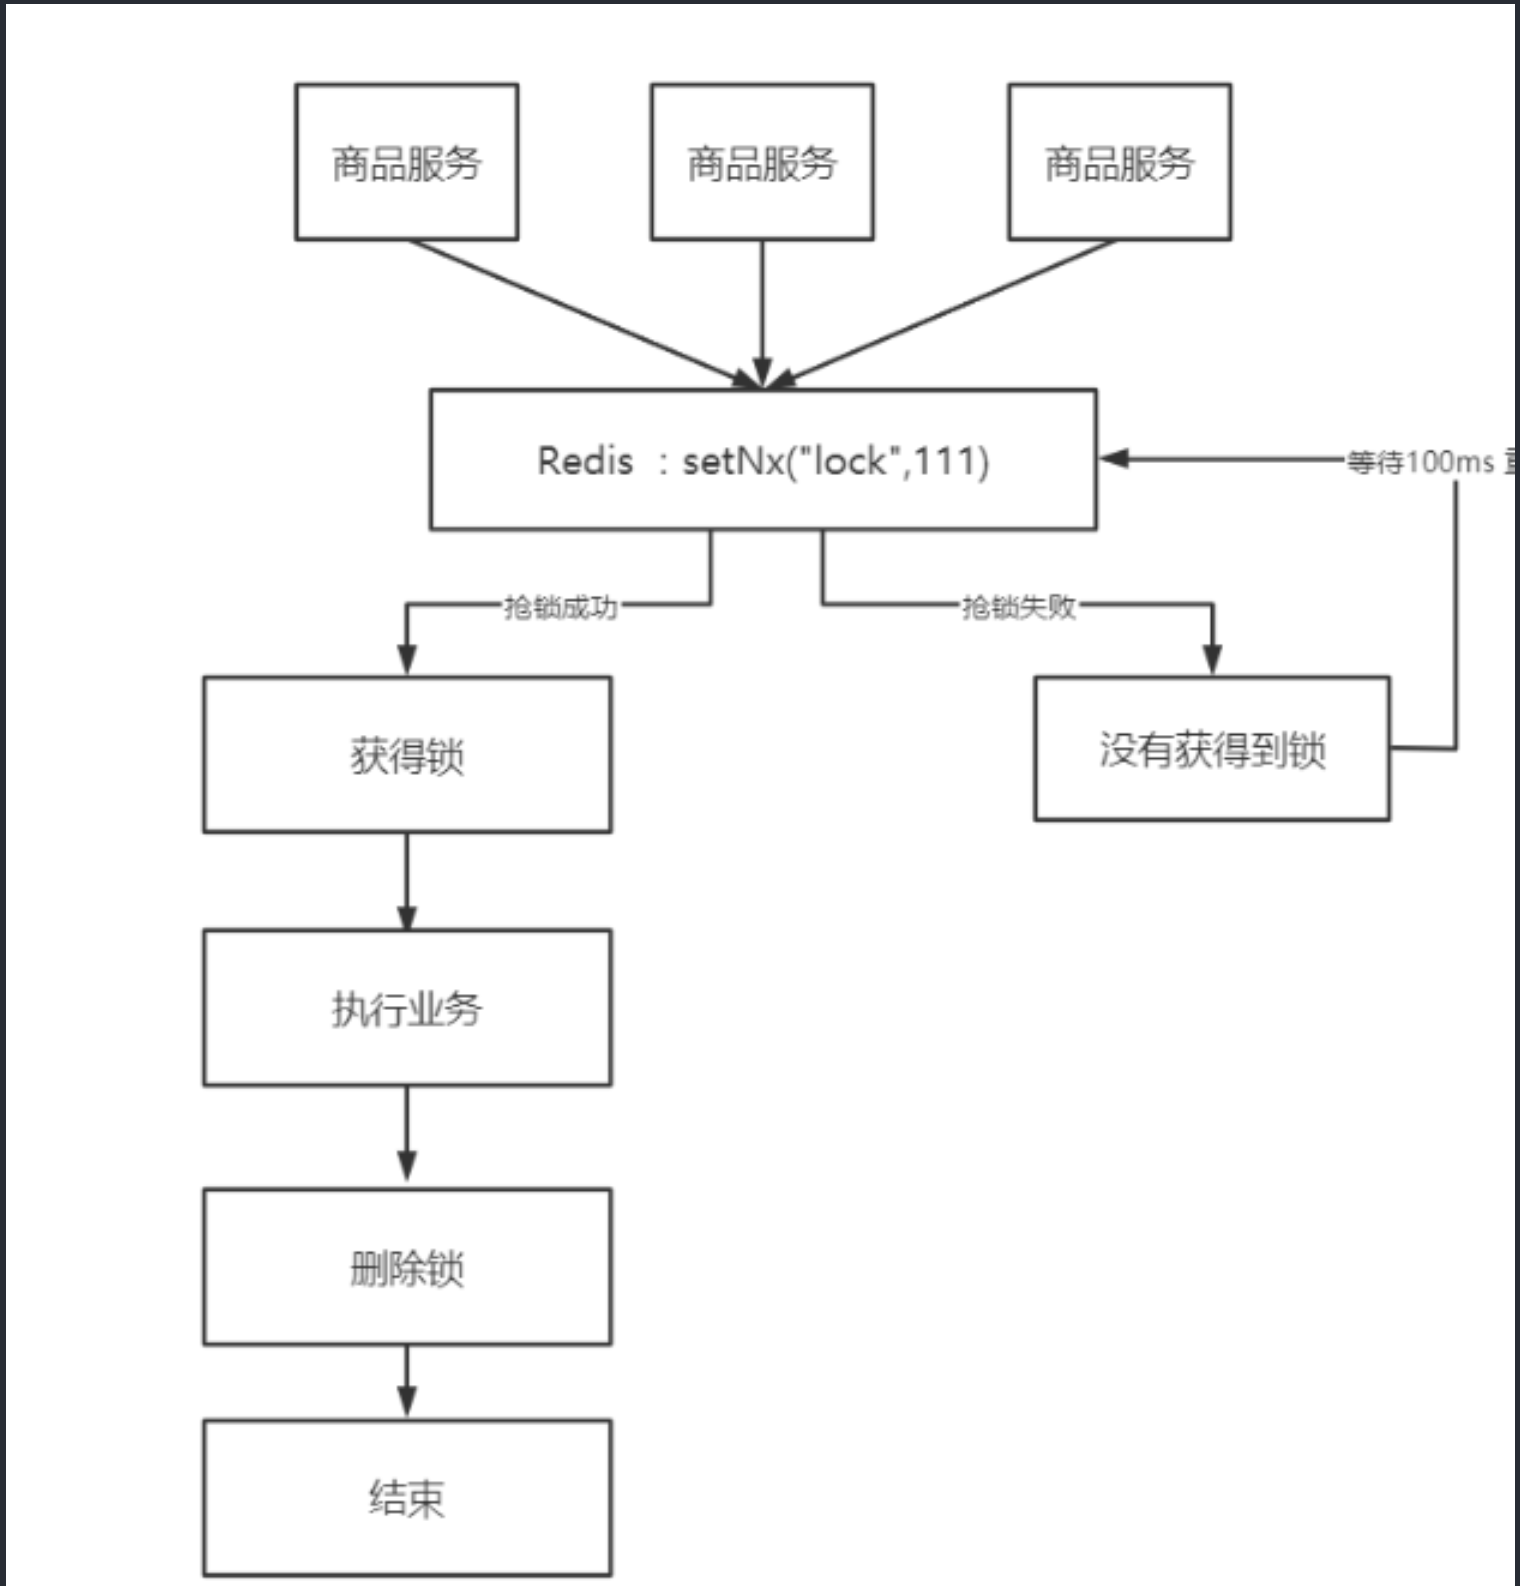 商品服务
商品服务
商品服务
Redis ：setNx("lock",111)
等待100ms
抢锁成功
抢锁失败
获得锁
没有获得到锁
执行业务
删除锁
结束